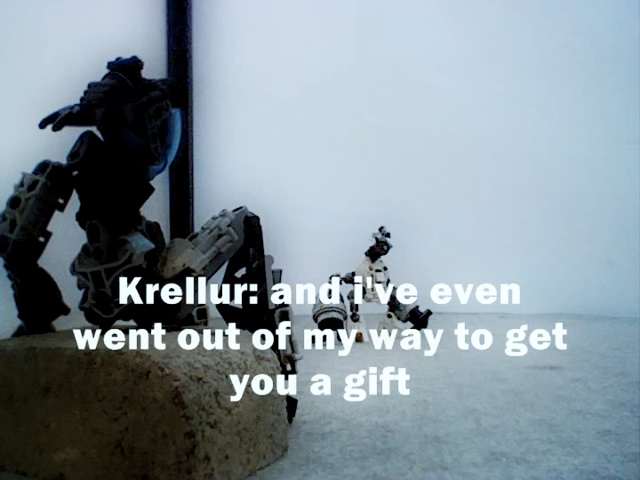 Krellur: and i've even
went out of my way to get
you a gift